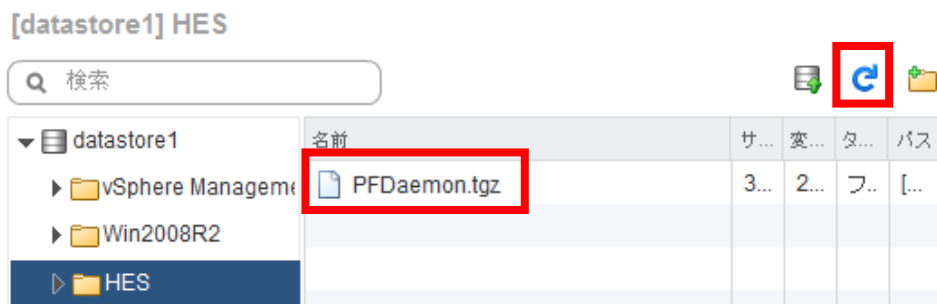 [datastore1] HES
検索
datastore1
名前 サ... 変... タ... パス
vSphere Manageme
PFDaemon.tgz 3... 2... フ.. [...
Win2008R2
HES